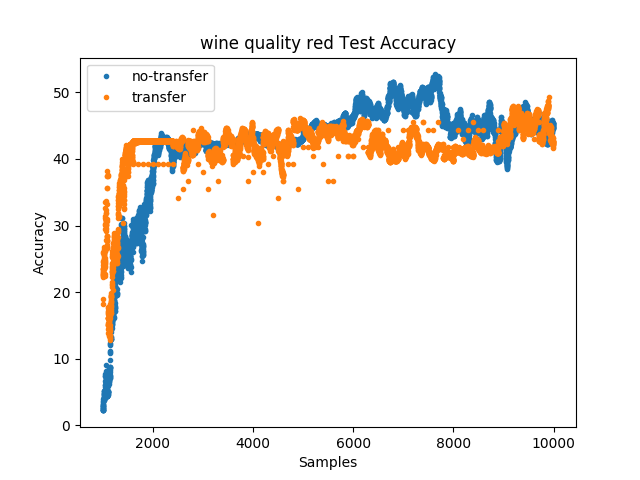 wine quality red Test Accuracy
no-transfer
transfer
Accuracy
50
40
30
20
10
0
2000 4000 6000 8000 10000
Samples